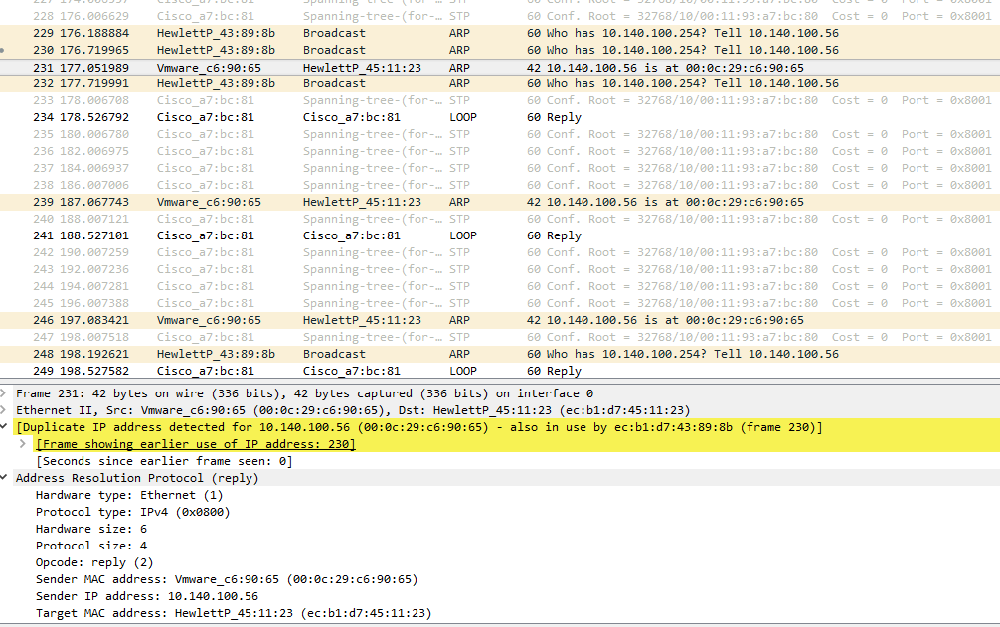 228 176.006629 Cisco_a7:bc:81 Spanning-tree-(for-… STP 60 Conf. Root = 32768/10/00:11:93:a7:bc:80 Cost = 0 Port = 0x8001
229 176.188884 HewlettP_43:89:8b Broadcast ARP 60 Who has 10.140.100.254? Tell 10.140.100.56
230 176.719965 HewlettP_43:89:8b Broadcast ARP 60 Who has 10.140.100.254? Tell 10.140.100.56
231 177.051989 Vmware_c6:90:65 HewlettP_45:11:23 ARP 42 10.140.100.56 is at 00:0c:29:c6:90:65
232 177.719991 HewlettP_43:89:8b Broadcast ARP 60 Who has 10.140.100.254? Tell 10.140.100.56
233 178.006708 Cisco_a7:bc:81 Spanning-tree-(for-… STP 60 Conf. Root = 32768/10/00:11:93:a7:bc:80 Cost = 0 Port = 0x8001
234 178.526792 Cisco_a7:bc:81 Cisco_a7:bc:81 LOOP 60 Reply
235 180.006780 Cisco_a7:bc:81 Spanning-tree-(for-… STP 60 Conf. Root = 32768/10/00:11:93:a7:bc:80 Cost = 0 Port = 0x8001
236 182.006975 Cisco_a7:bc:81 Spanning-tree-(for-… STP 60 Conf. Root = 32768/10/00:11:93:a7:bc:80 Cost = 0 Port = 0x8001
237 184.006937 Cisco_a7:bc:81 Spanning-tree-(for-… STP 60 Conf. Root = 32768/10/00:11:93:a7:bc:80 Cost = 0 Port = 0x8001
238 186.007006 Cisco_a7:bc:81 Spanning-tree-(for-… STP 60 Conf. Root = 32768/10/00:11:93:a7:bc:80 Cost = 0 Port = 0x8001
239 187.067743 Vmware_c6:90:65 HewlettP_45:11:23 ARP 42 10.140.100.56 is at 00:0c:29:c6:90:65
240 188.007121 Cisco_a7:bc:81 Spanning-tree-(for-… STP 60 Conf. Root = 32768/10/00:11:93:a7:bc:80 Cost = 0 Port = 0x8001
241 188.527101 Cisco_a7:bc:81 Cisco_a7:bc:81 LOOP 60 Reply
242 190.007259 Cisco_a7:bc:81 Spanning-tree-(for-… STP 60 Conf. Root = 32768/10/00:11:93:a7:bc:80 Cost = 0 Port = 0x8001
243 192.007236 Cisco_a7:bc:81 Spanning-tree-(for-… STP 60 Conf. Root = 32768/10/00:11:93:a7:bc:80 Cost = 0 Port = 0x8001
244 194.007281 Cisco_a7:bc:81 Spanning-tree-(for-… STP 60 Conf. Root = 32768/10/00:11:93:a7:bc:80 Cost = 0 Port = 0x8001
245 196.007388 Cisco_a7:bc:81 Spanning-tree-(for-… STP 60 Conf. Root = 32768/10/00:11:93:a7:bc:80 Cost = 0 Port = 0x8001
246 197.083421 Vmware_c6:90:65 HewlettP_45:11:23 ARP 42 10.140.100.56 is at 00:0c:29:c6:90:65
247 198.007518 Cisco_a7:bc:81 Spanning-tree-(for-… STP 60 Conf. Root = 32768/10/00:11:93:a7:bc:80 Cost = 0 Port = 0x8001
248 198.192621 HewlettP_43:89:8b Broadcast ARP 60 Who has 10.140.100.254? Tell 10.140.100.56
249 198.527582 Cisco_a7:bc:81 Cisco_a7:bc:81 LOOP 60 Reply
Frame 231: 42 bytes on wire (336 bits), 42 bytes captured (336 bits) on interface 0
Ethernet II, Src: Vmware_c6:90:65 (00:0c:29:c6:90:65), Dst: HewlettP_45:11:23 (ec:b1:d7:45:11:23)
[Duplicate IP address detected for 10.140.100.56 (00:0c:29:c6:90:65) - also in use by ec:b1:d7:43:89:8b (frame 230)]
[Frame showing earlier use of IP address: 230]
[Seconds since earlier frame seen: 0]
Address Resolution Protocol (reply)
Hardware type: Ethernet (1)
Protocol type: IPv4 (0x0800)
Hardware size: 6
Protocol size: 4
Opcode: reply (2)
Sender MAC address: Vmware_c6:90:65 (00:0c:29:c6:90:65)
Sender IP address: 10.140.100.56
Target MAC address: HewlettP_45:11:23 (ec:b1:d7:45:11:23)